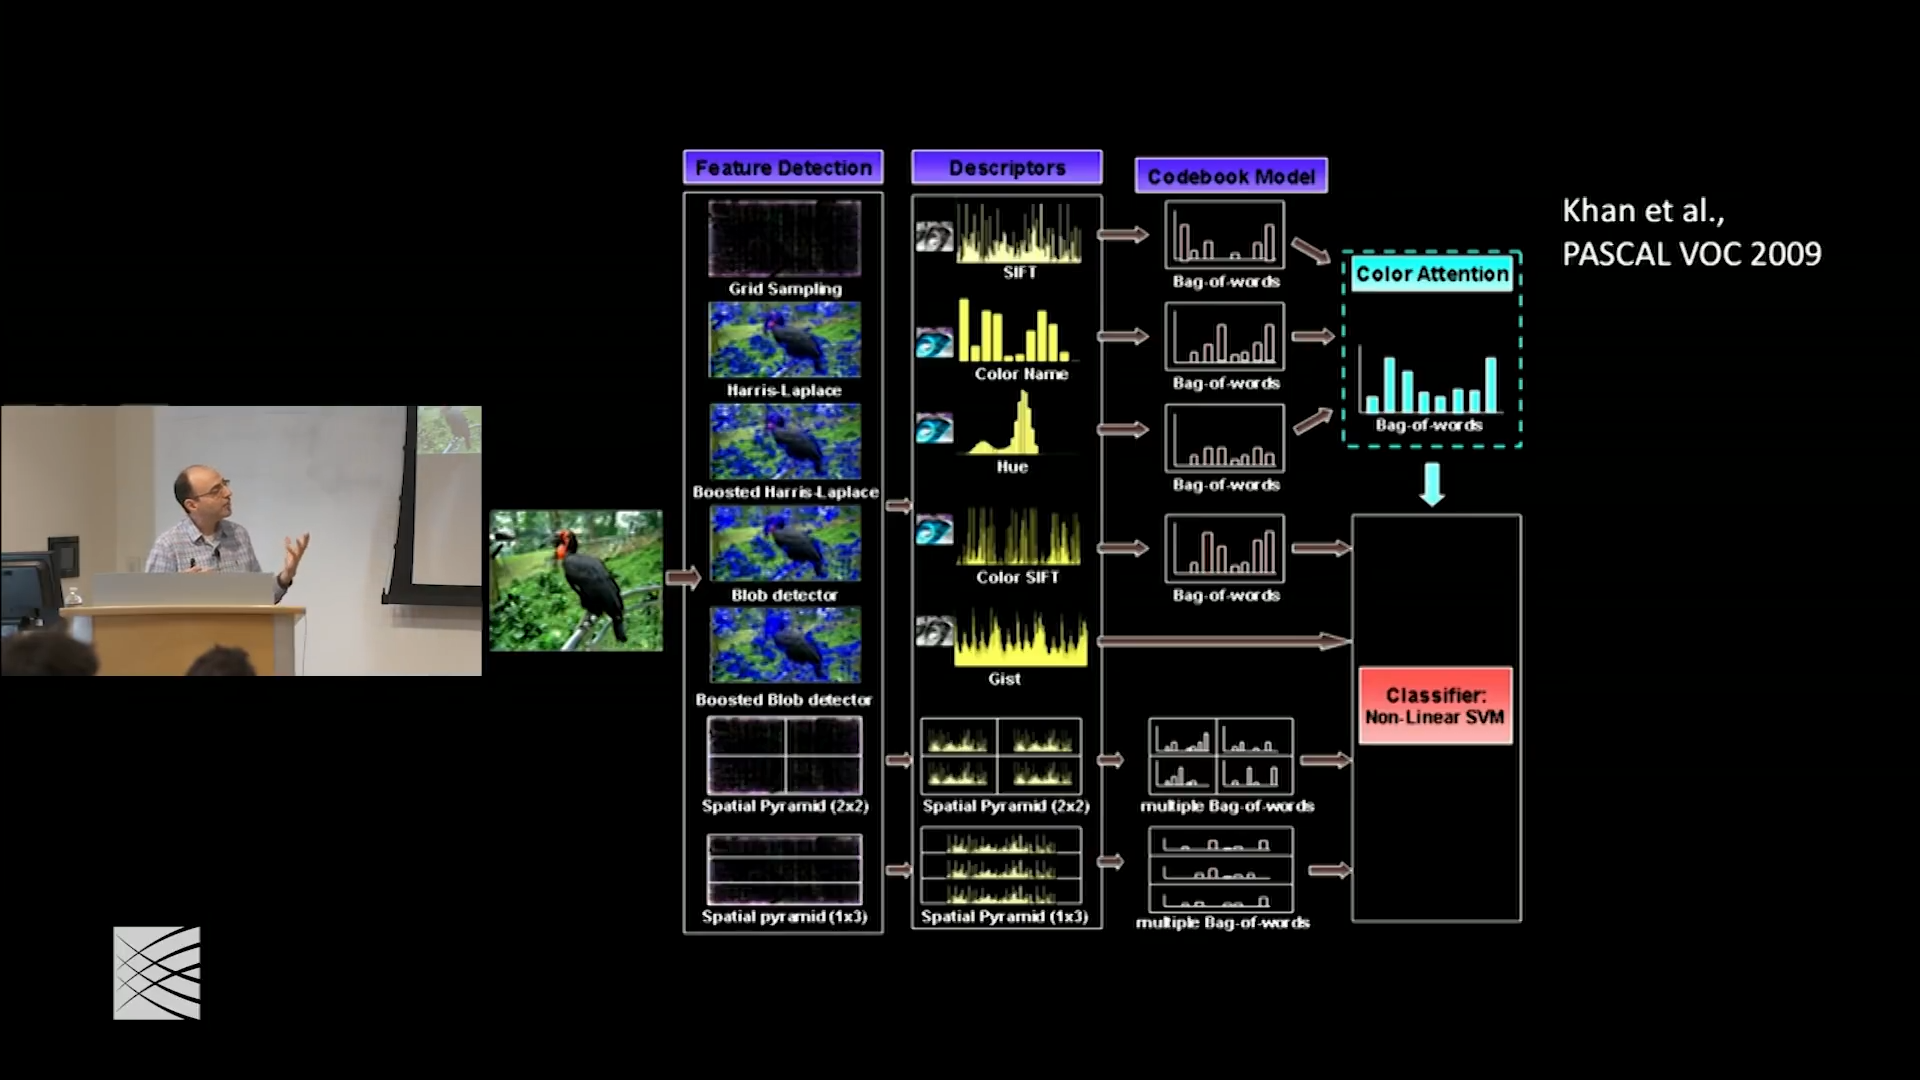 Feature Detection
Grid Sampling
Harris-Laplace
Boosted Harris-Laplace
Blob detector
Boosted Blob detector
Spatial Pyramid (2x2)
Spatial pyramid (1x3)
Descriptors
SIFT
Color Name
Hue
Color SIFT
Gist
Spatial Pyramid (2x2)
Spatial Pyramid (1x3)
Codebook Model
Bag-of-words
Bag-of-words
Bag-of-words
Bag-of-words
multiple Bag-of-words
multiple Bag-of-words
Color Attention
Bag-of-words
Classifier:
Non-Linear SVM
Khan et al.,
PASCAL VOC 2009